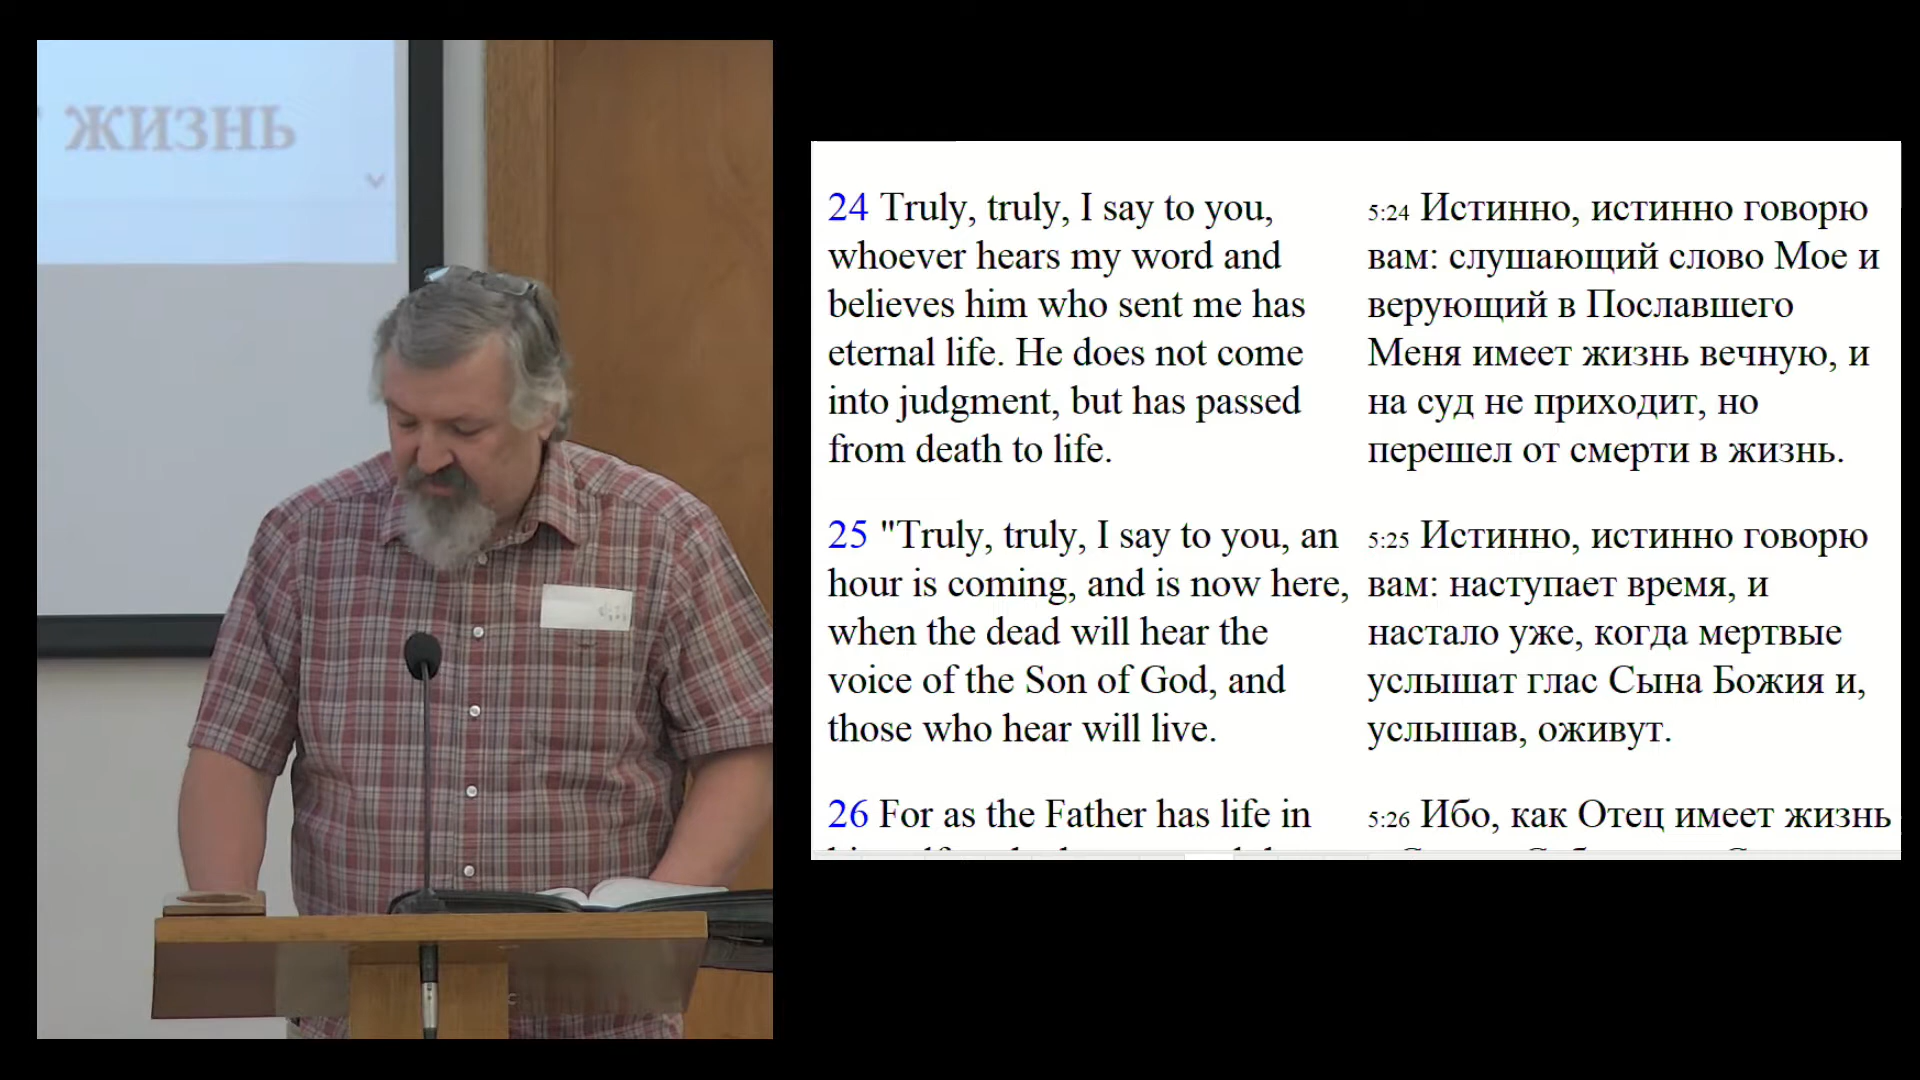 жизнь
24 Truly, truly, I say to you,
whoever hears my word and
believes him who sent me has
eternal life. He does not come
into judgment, but has passed
from death to life.
25 "Truly, truly, I say to you, an
hour is coming, and is now here,
when the dead will hear the
voice of the Son of God, and
those who hear will live.
26 For as the Father has life in
5:24 Истинно, истинно говорю
вам: слушающий слово Мое и
верующий в Пославшего
Меня имеет жизнь вечную, и
на суд не приходит, но
перешел от смерти в жизнь.
5:25 Истинно, истинно говорю
вам: наступает время, и
настало уже, когда мертвые
услышат глас Сына Божия и,
услышав, оживут.
5:26 Ибо, как Отец имеет жизнь